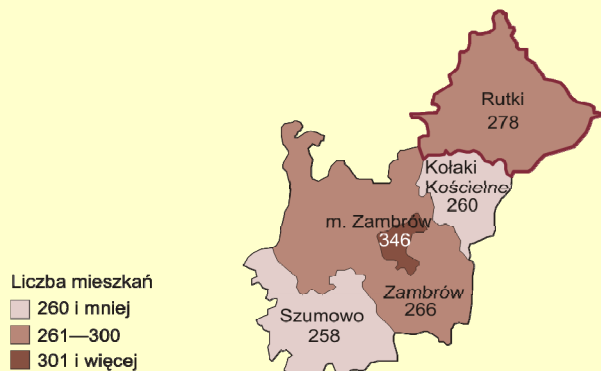 Rutki
278
Kołaki
Kościelne
260
m. Zambrów
346
Zambrów
266
Szumowo
258
Liczba mieszkań
260 i mniej
261—300
301 i więcej